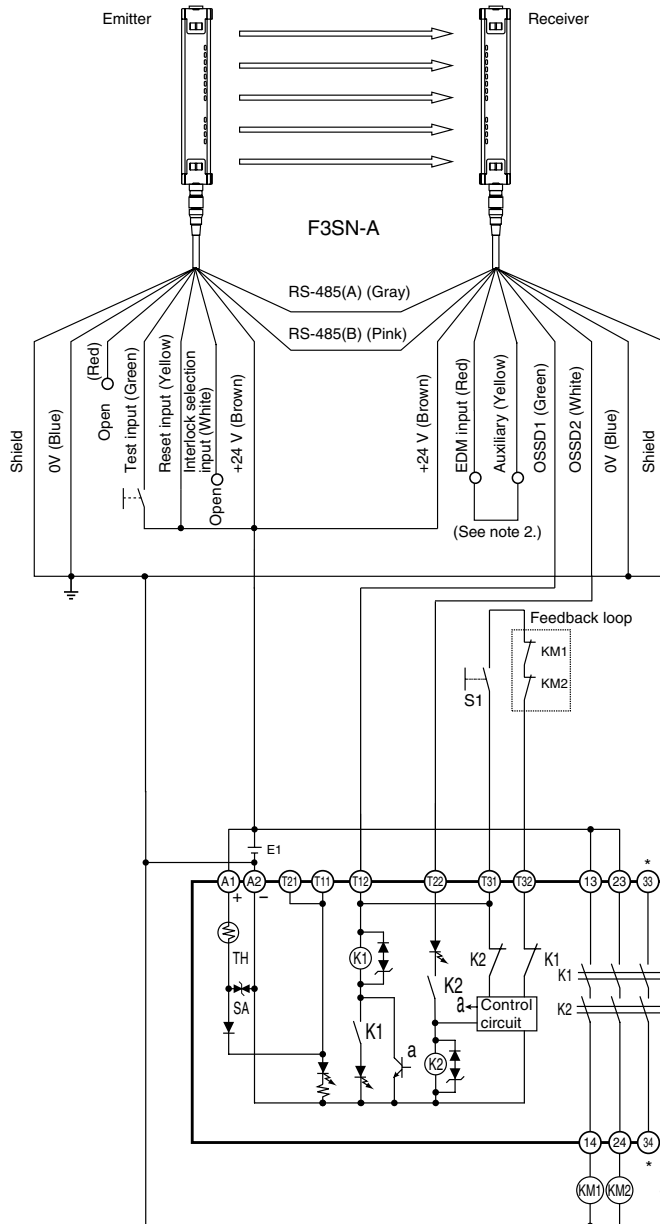 Emitter
Receiver
F3SN-A
RS-485(A) (Gray)
RS-485(B) (Pink)
Shield
0V (Blue)
(Red)
Open
Test input (Green)
Reset input (Yellow)
Interlock selection
input (White)
Open
+24 V (Brown)
+24 V (Brown)
EDM input (Red)
Auxiliary (Yellow)
OSSD1 (Green)
OSSD2 (White)
0V (Blue)
Shield
(See note 2.)
Feedback loop
KM1
KM2
S1
E1
*
A1
A2
T21
T11
T12
T22
T31
T32
13
23
33
+
−
TH
SA
K1
K1
a
K2
K2
K2
K1
a
Control
circuit
K1
K2
14
24
34
*
KM1
KM2